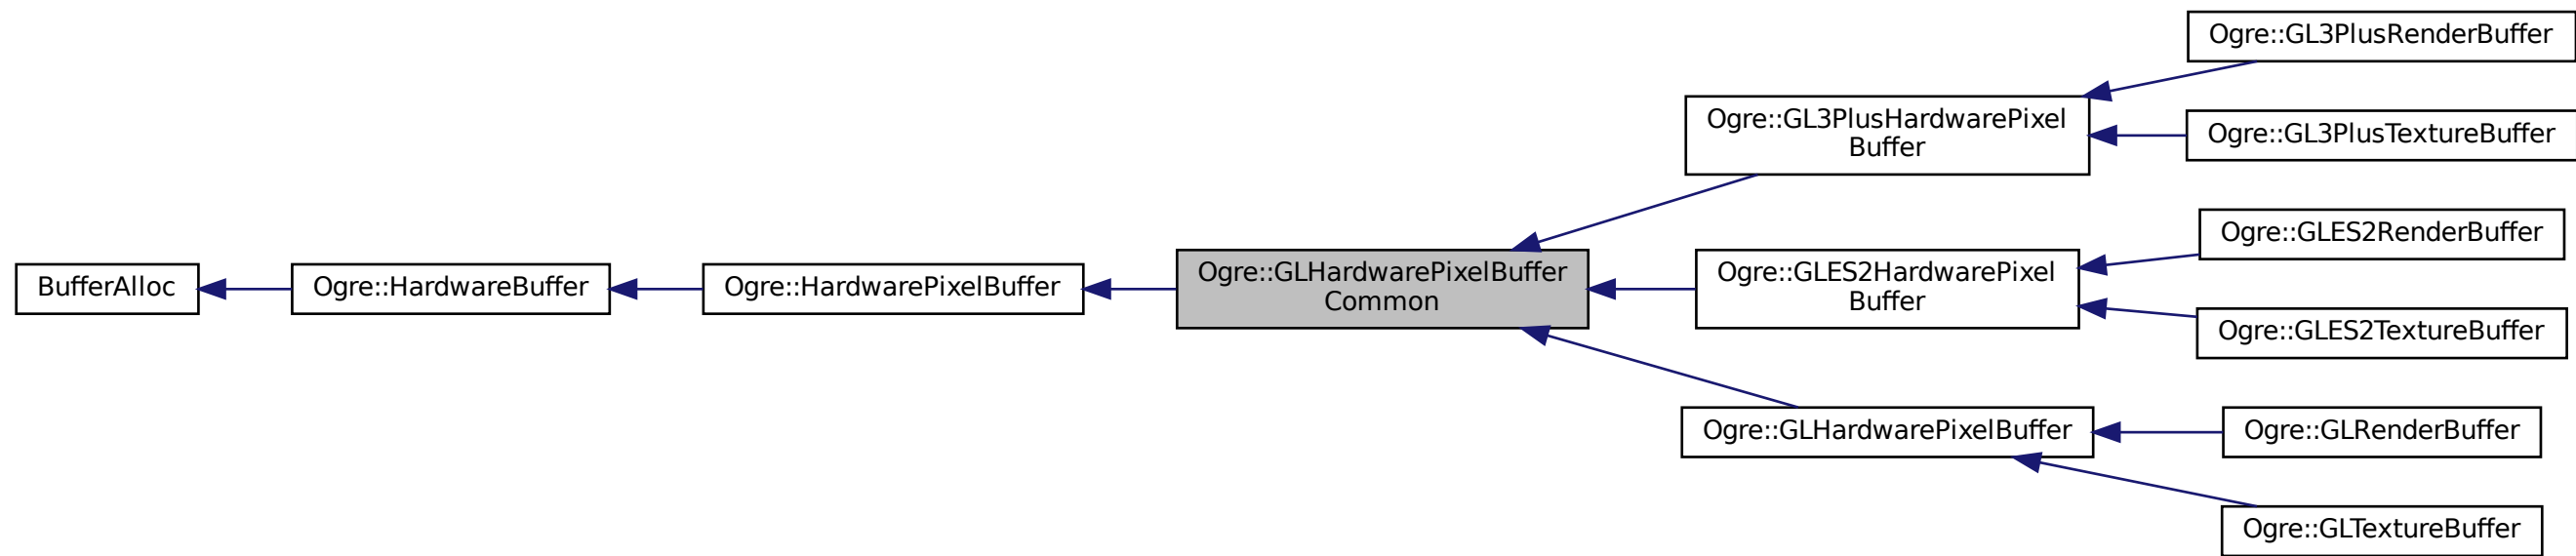 BufferAlloc
Ogre::HardwareBuffer
Ogre::HardwarePixelBuffer
Ogre::GLHardwarePixelBuffer
Common
Ogre::GL3PlusHardwarePixel
Buffer
Ogre::GL3PlusRenderBuffer
Ogre::GL3PlusTextureBuffer
Ogre::GLES2HardwarePixel
Buffer
Ogre::GLES2RenderBuffer
Ogre::GLES2TextureBuffer
Ogre::GLHardwarePixelBuffer
Ogre::GLRenderBuffer
Ogre::GLTextureBuffer